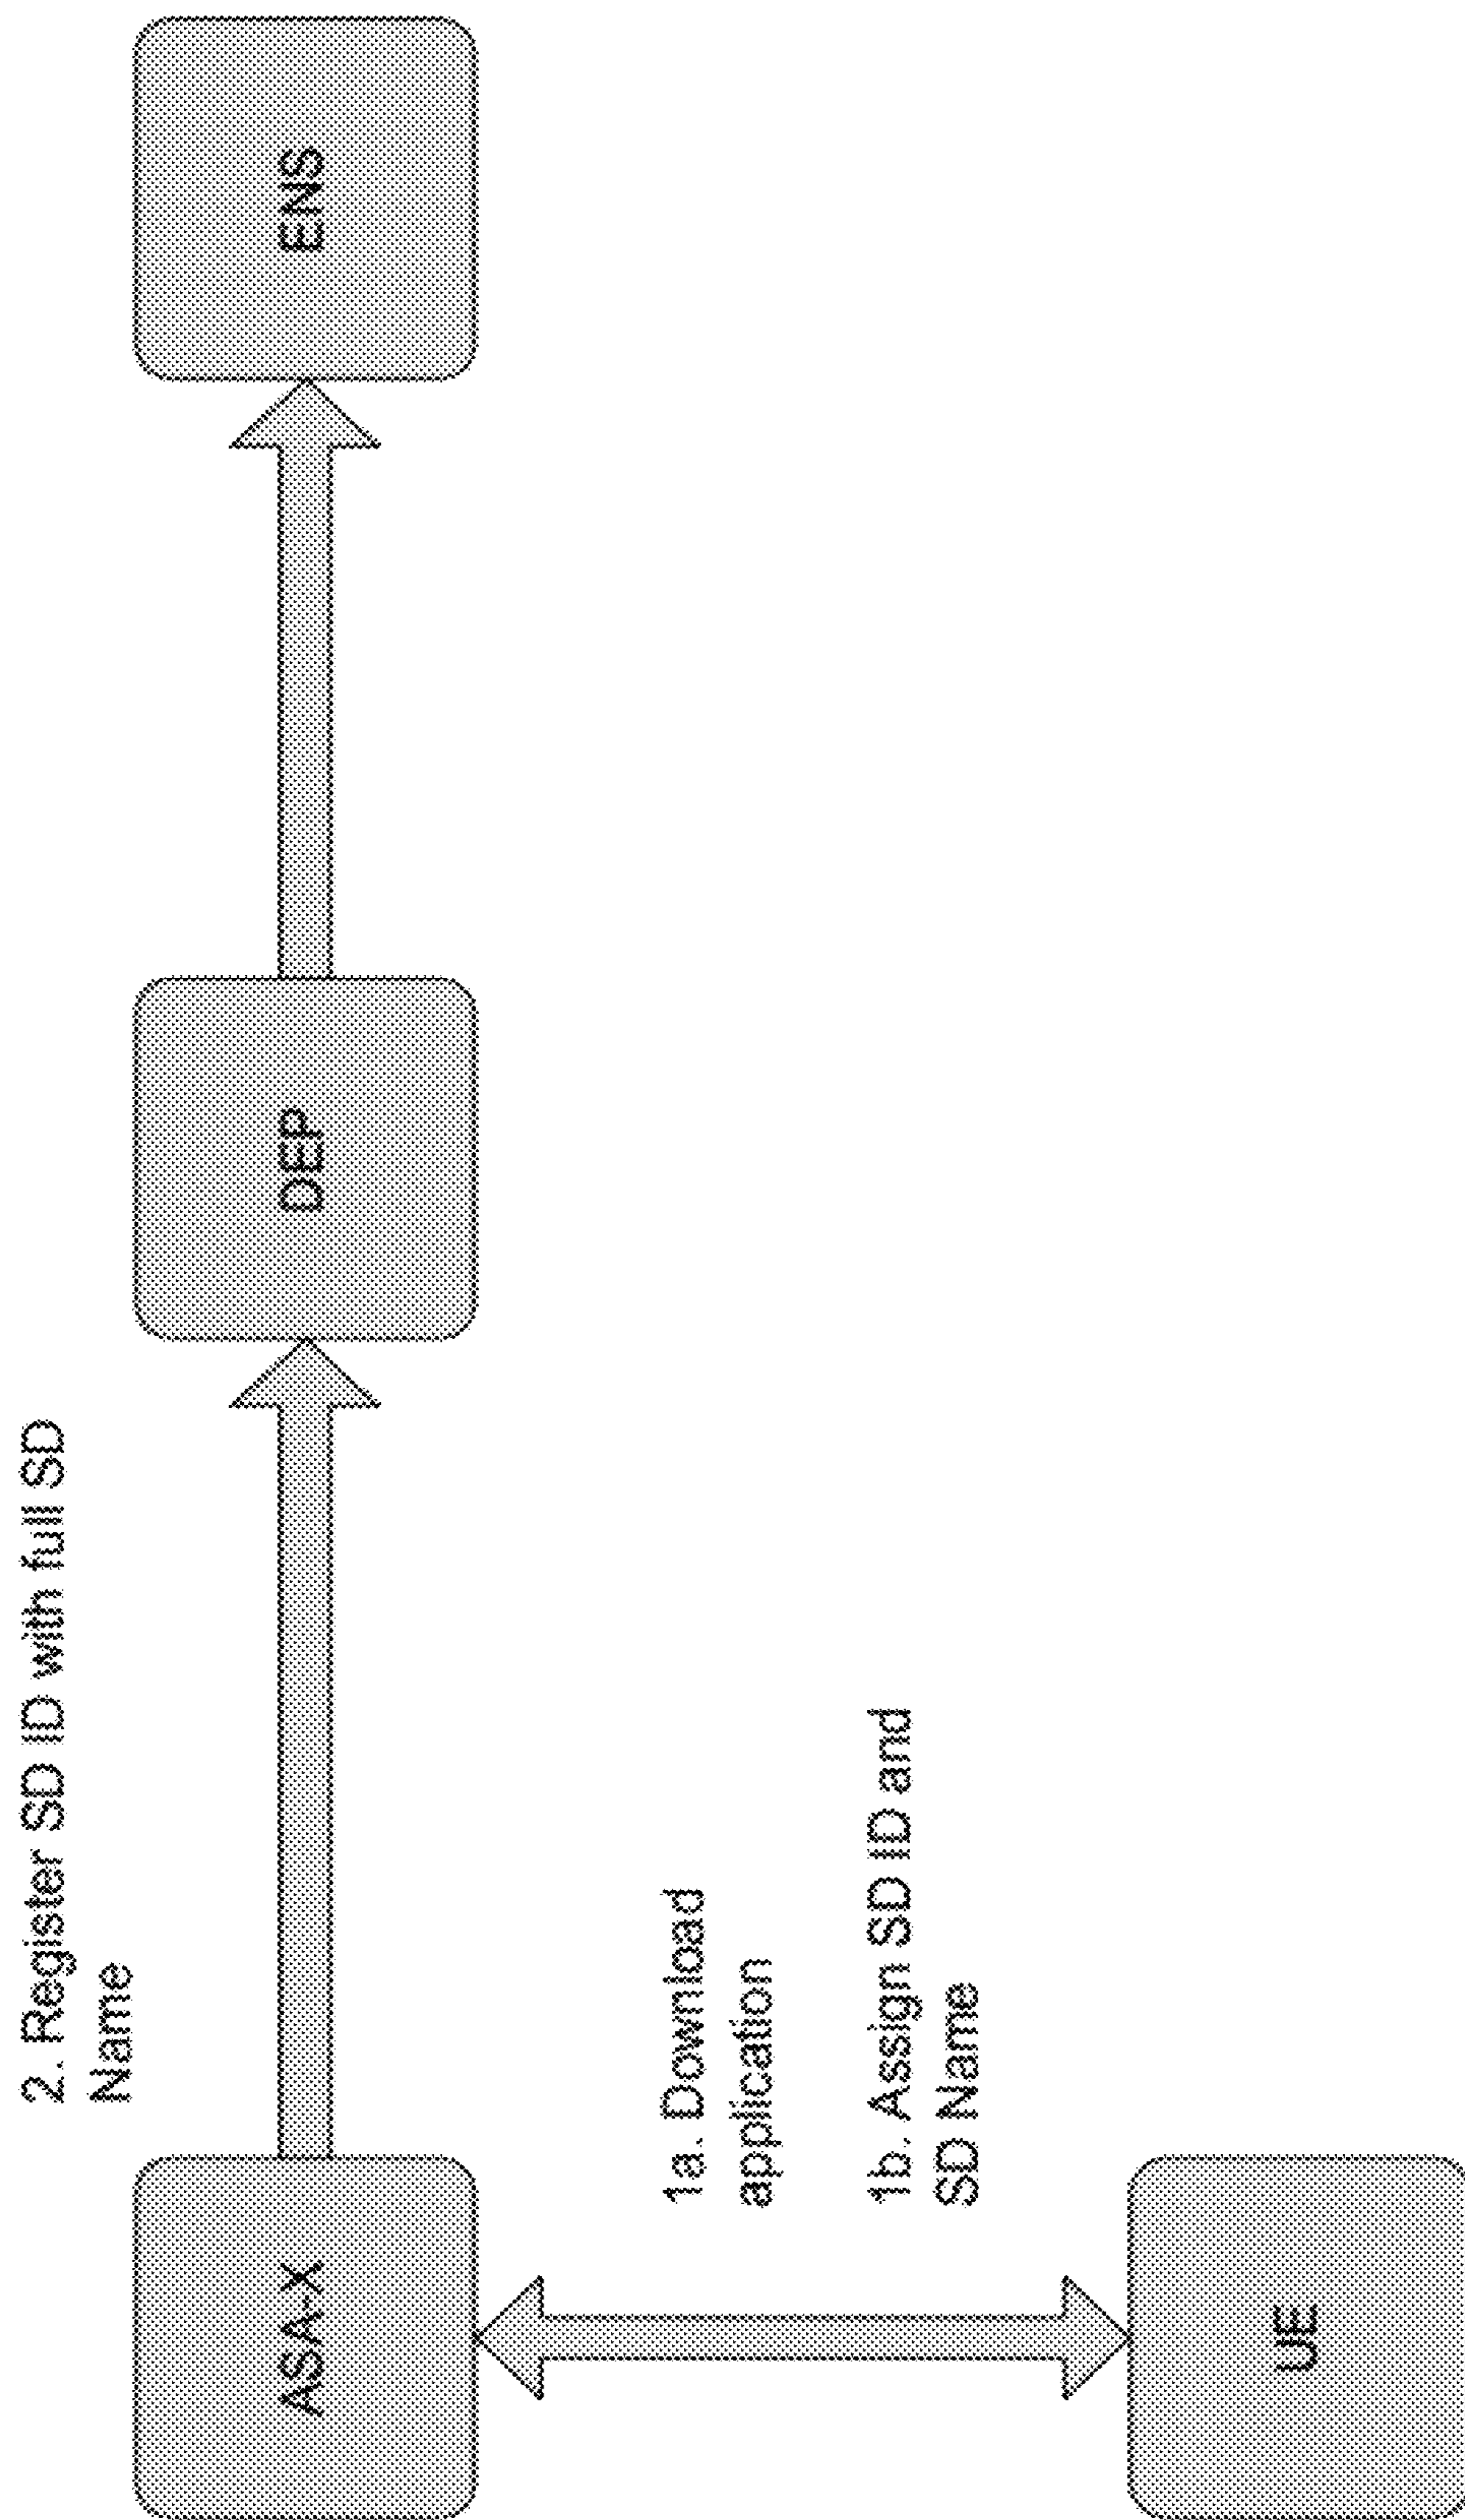 2. Register SD ID with full SD
Name
ASA-X
DEP
ENS
1a. Download
application
1b. Assign SD ID and
SD Name
UE